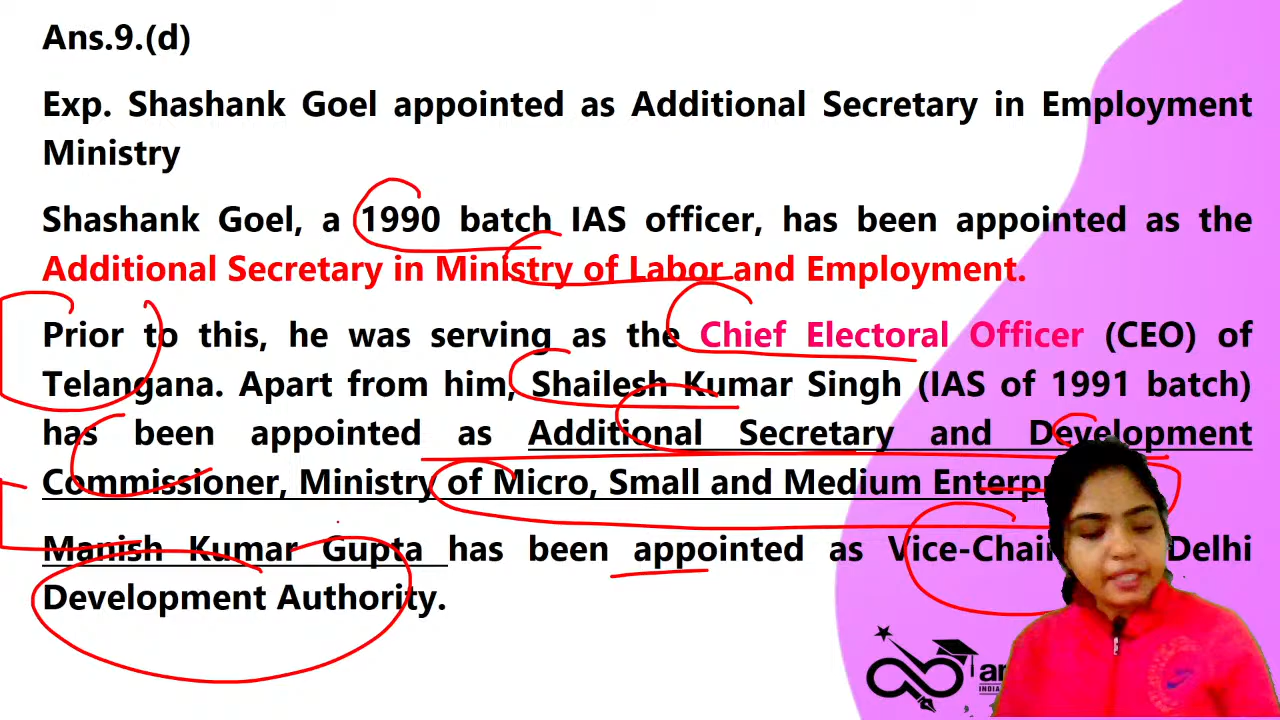 Ans.9.(d)
Exp. Shashank Goel appointed as Additional Secretary in Employment
Ministry
Shashank Goel, a 1990 batch IAS officer, has been appointed as the
Additional Secretary in Ministry of Labor and Employment.
Prior to this, he was serving as the Chief Electoral Officer (CEO) of
Telangana. Apart from him, Shailesh Kumar Singh (IAS of 1991 batch)
has been appointed as Additional Secretary and Development
Commissioner, Ministry of Micro, Small and Medium
Manish Kumar Gupta has been appointed as Delhi
Development Authority.
INDIA